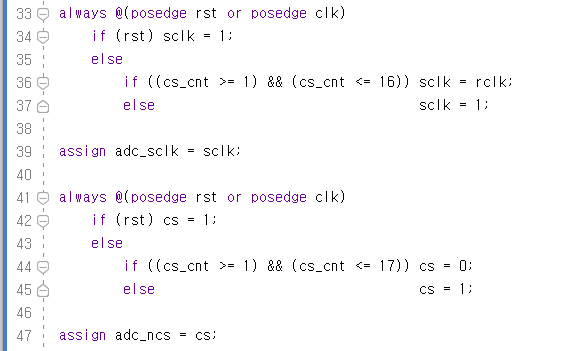 33 always @(posedge rst or posedge clk)
34 if (rst) sclk = 1;
35 else
36 if ((cs_cnt >= 1) && (cs_cnt <= 16)) sclk = rclk;
37 else sclk = 1;
38
39 assign adc_sclk = sclk;
40
41 always @(posedge rst or posedge clk)
42 if (rst) cs = 1;
43 else
44 if ((cs_cnt >= 1) && (cs_cnt <= 17)) cs = 0;
45 else cs = 1;
46
47 assign adc_ncs = cs;